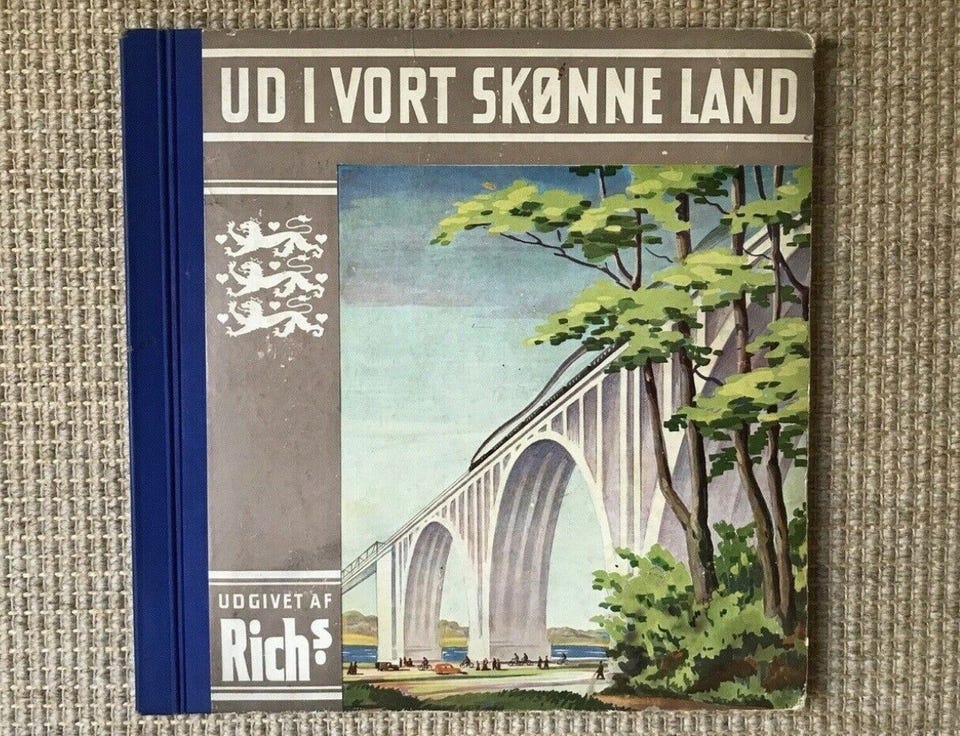 UD I VORT SKØNNE LAND
UDGIVET AF
Richs.